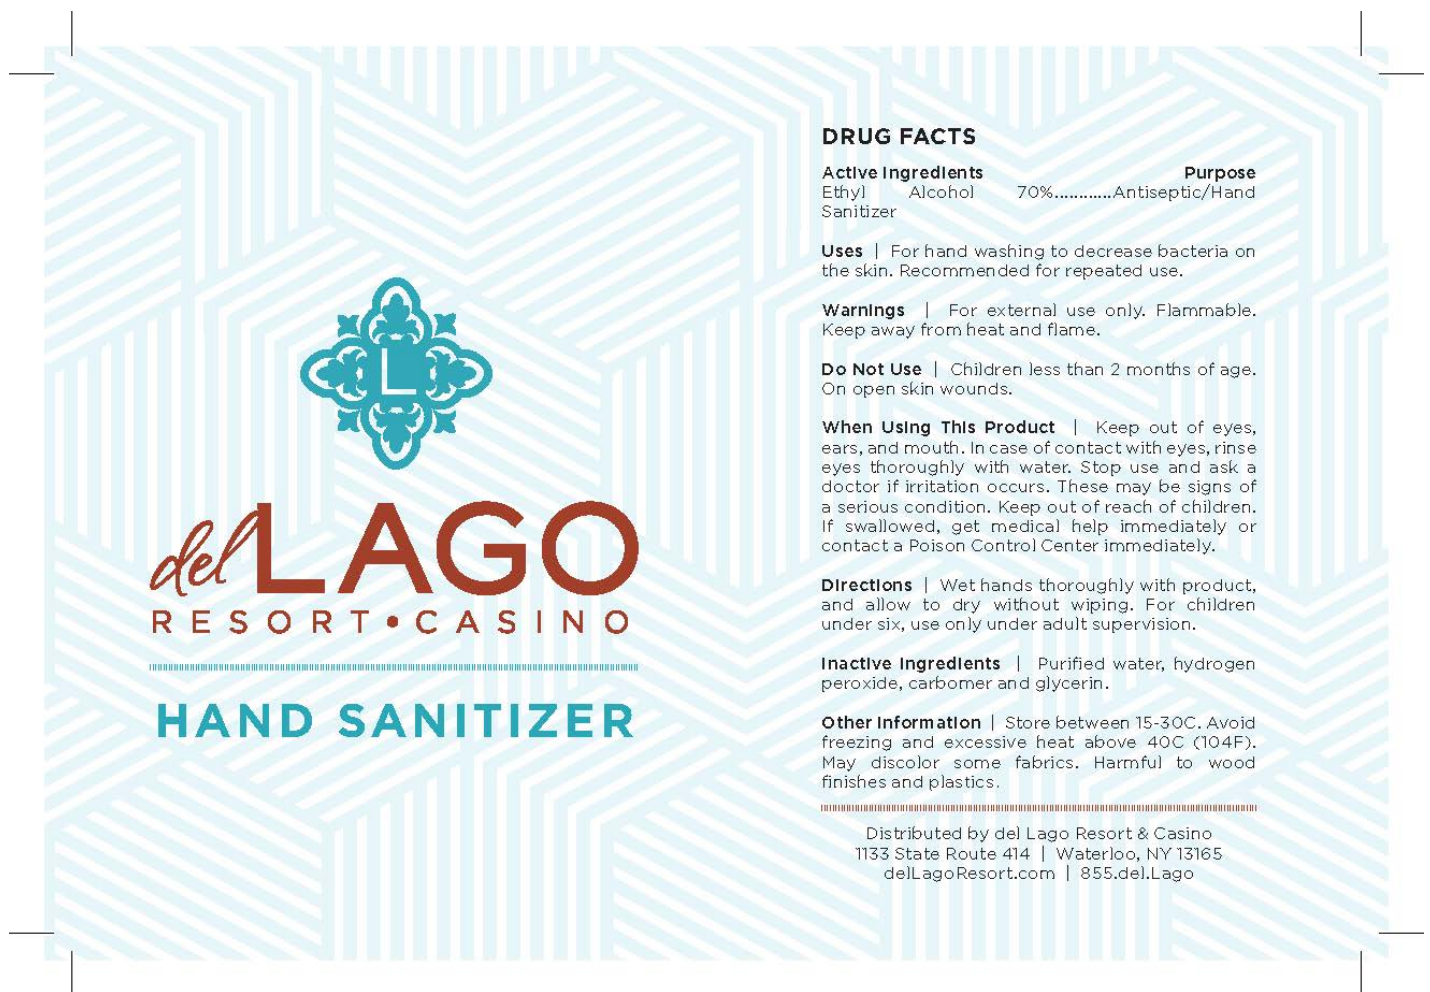 L
del LAGO
RESORT • CASINO
HAND SANITIZER
DRUG FACTS
Active Ingredients Purpose
Ethyl Alcohol 70%............Antiseptic/Hand
Sanitizer
Uses | For hand washing to decrease bacteria on
the skin. Recommended for repeated use.
Warnings | For external use only. Flammable.
Keep away from heat and flame.
Do Not Use | Children less than 2 months of age.
On open skin wounds.
When Using This Product | Keep out of eyes,
ears, and mouth. In case of contact with eyes, rinse
eyes thoroughly with water. Stop use and ask a
doctor if irritation occurs. These may be signs of
a serious condition. Keep out of reach of children.
If swallowed, get medical help immediately or
contact a Poison Control Center immediately.
Directions | Wet hands thoroughly with product,
and allow to dry without wiping. For children
under six, use only under adult supervision.
Inactive Ingredients | Purified water, hydrogen
peroxide, carbomer and glycerin.
Other Information | Store between 15-30C. Avoid
freezing and excessive heat above 40C (104F).
May discolor some fabrics. Harmful to wood
finishes and plastics.
Distributed by del Lago Resort & Casino
1133 State Route 414 | Waterloo, NY 13165
delLagoResort.com | 855.del.Lago